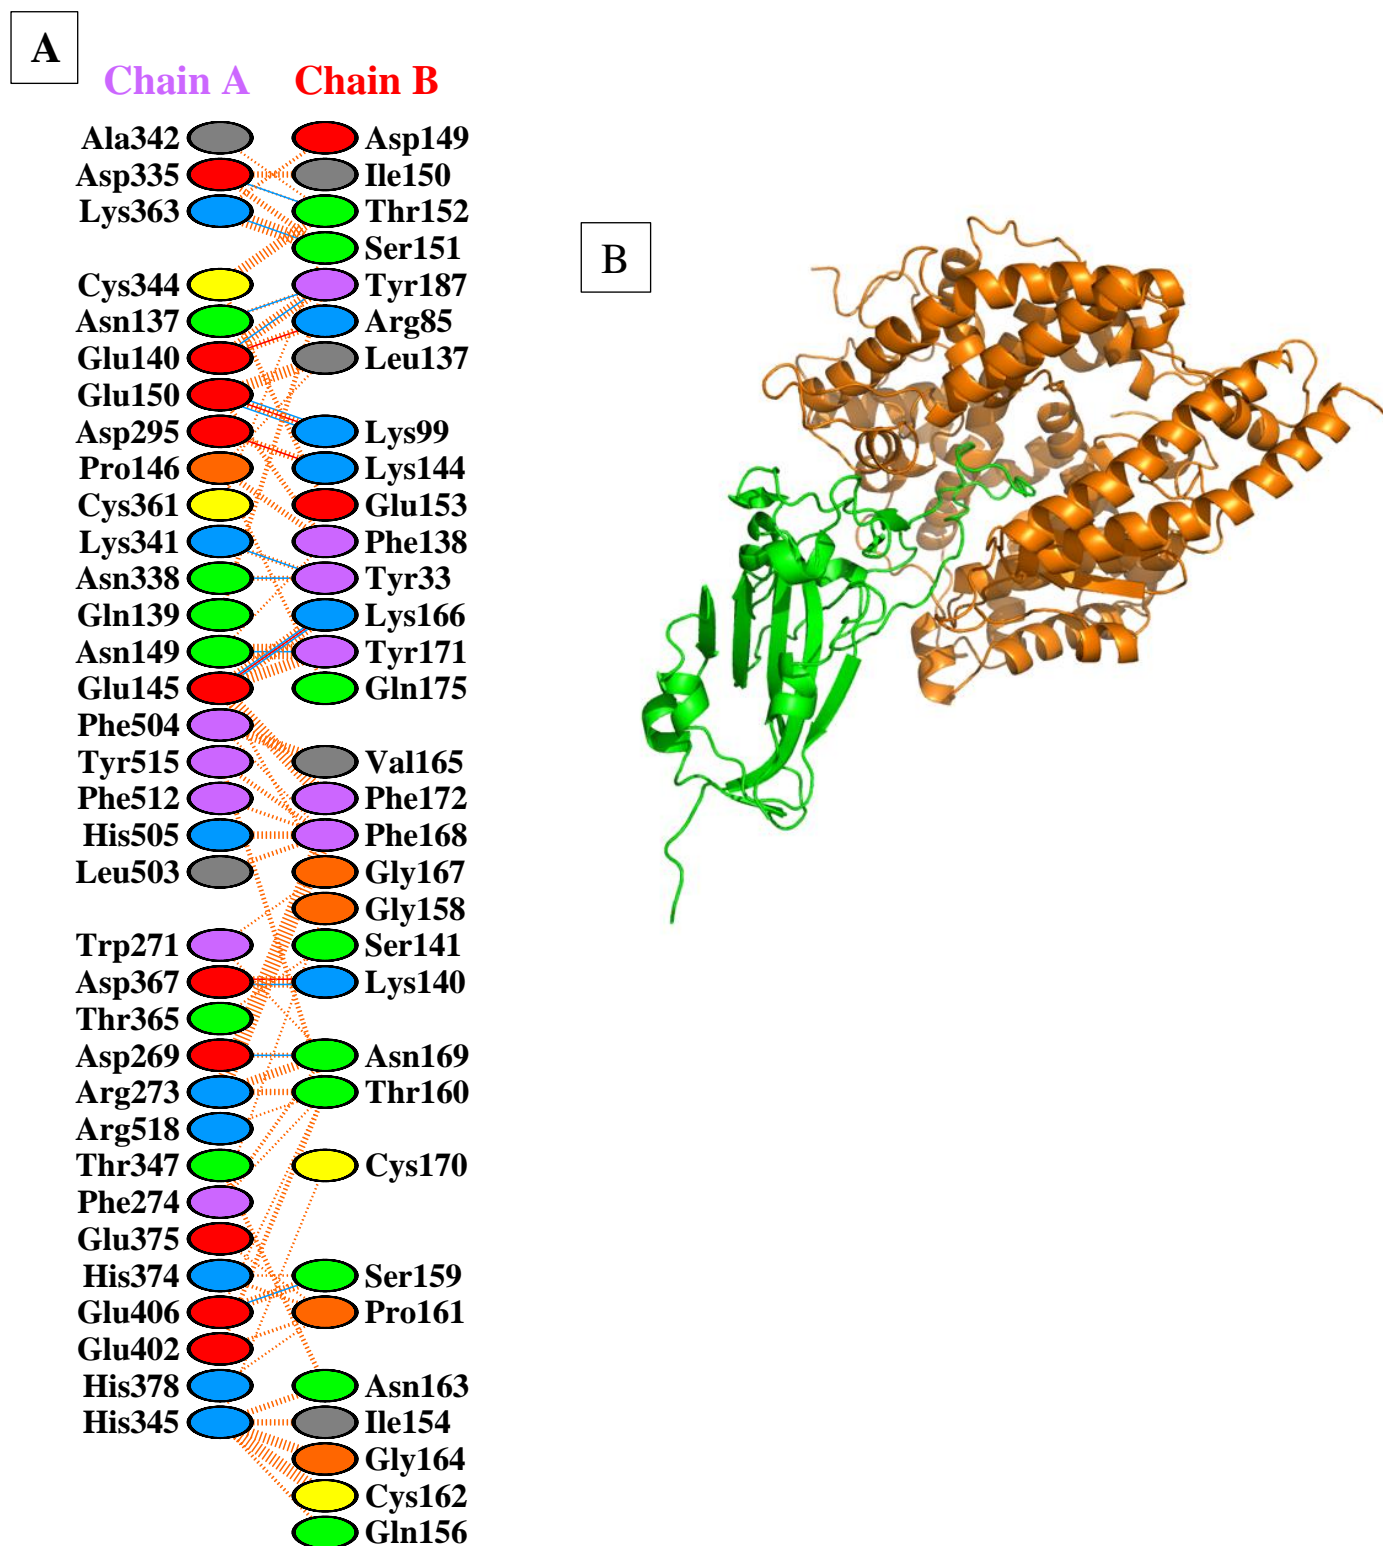 A
Chain A Chain B
Ala342 Asp149
Asp335 Ile150
Lys363 Thr152
Ser151
Cys344 Tyr187
Asn137 Arg85
Glu140 Leu137
Glu150
Asp295 Lys99
Pro146 Lys144
Cys361 Glu153
Lys341 Phe138
Asn338 Tyr33
Gln139 Lys166
Asn149 Tyr171
Glu145 Gln175
Phe504
Tyr515 Val165
Phe512 Phe172
His505 Phe168
Leu503 Gly167
Gly158
Trp271 Ser141
Asp367 Lys140
Thr365
Asp269 Asn169
Arg273 Thr160
Arg518
Thr347 Cys170
Phe274
Glu375
His374 Ser159
Glu406 Pro161
Glu402
His378 Asn163
His345 Ile154
Gly164
Cys162
Gln156
B